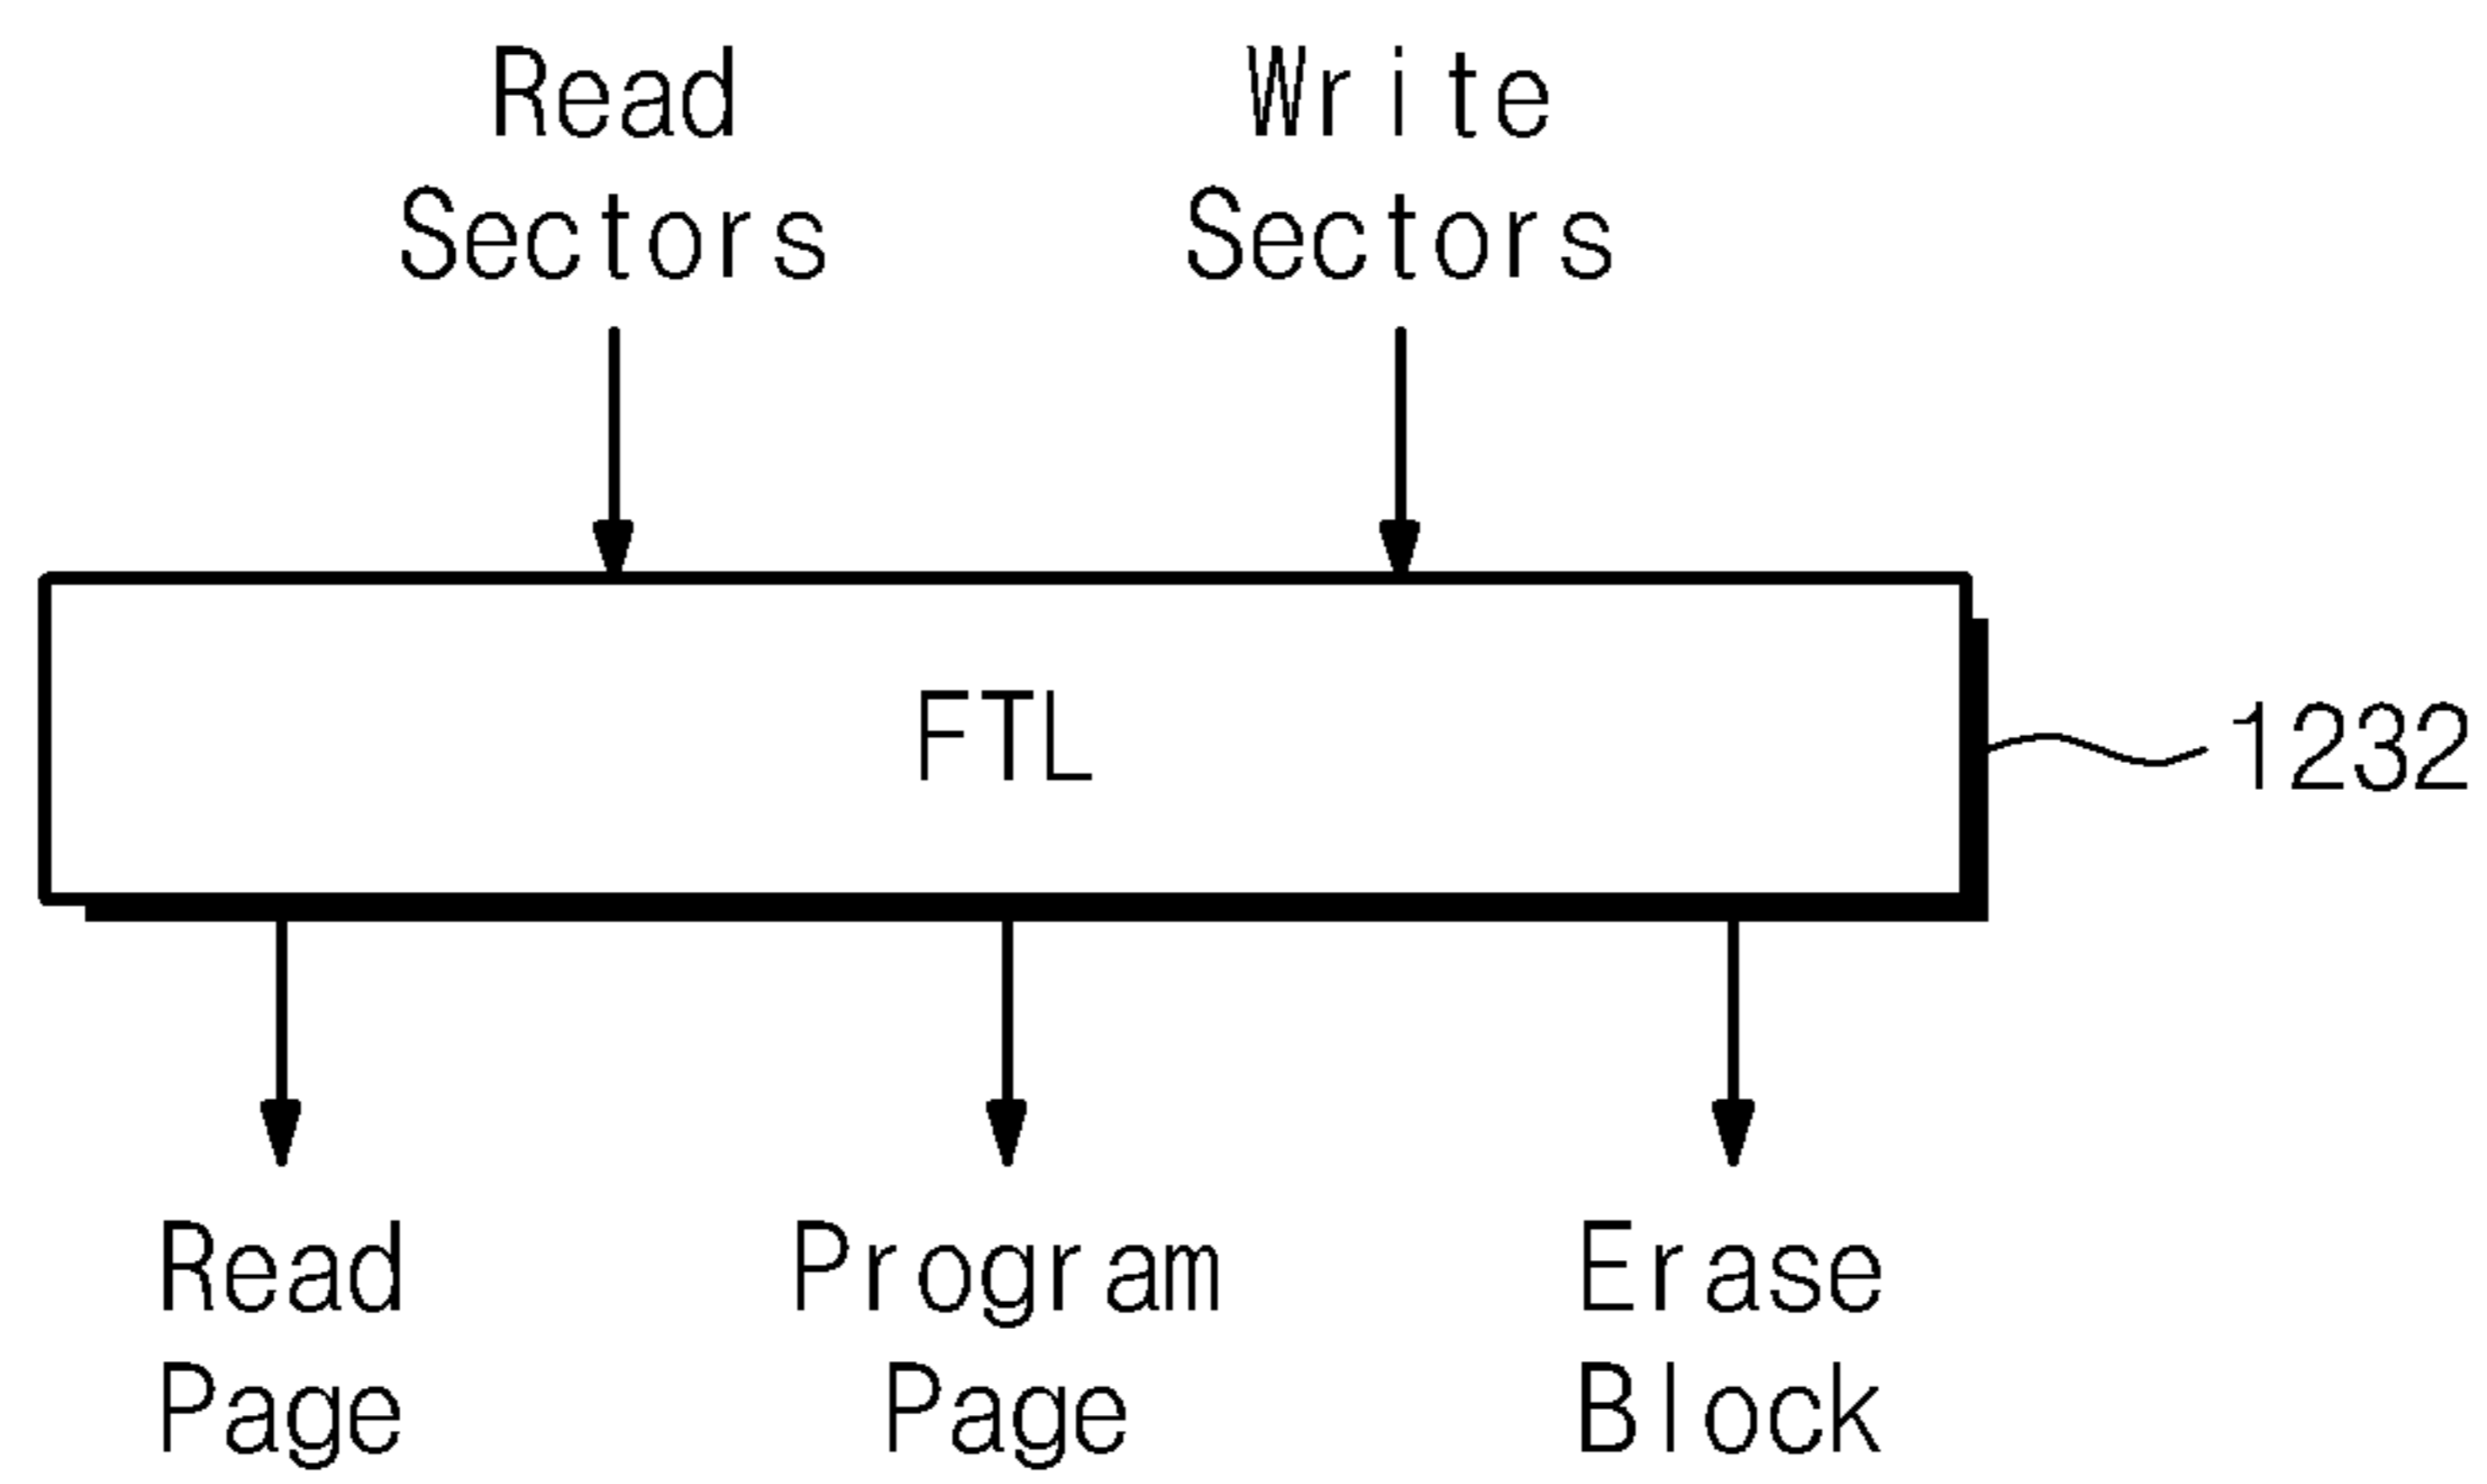 Read Write
Sectors Sectors
FTL
1232
Read Program Erase
Page Page Block